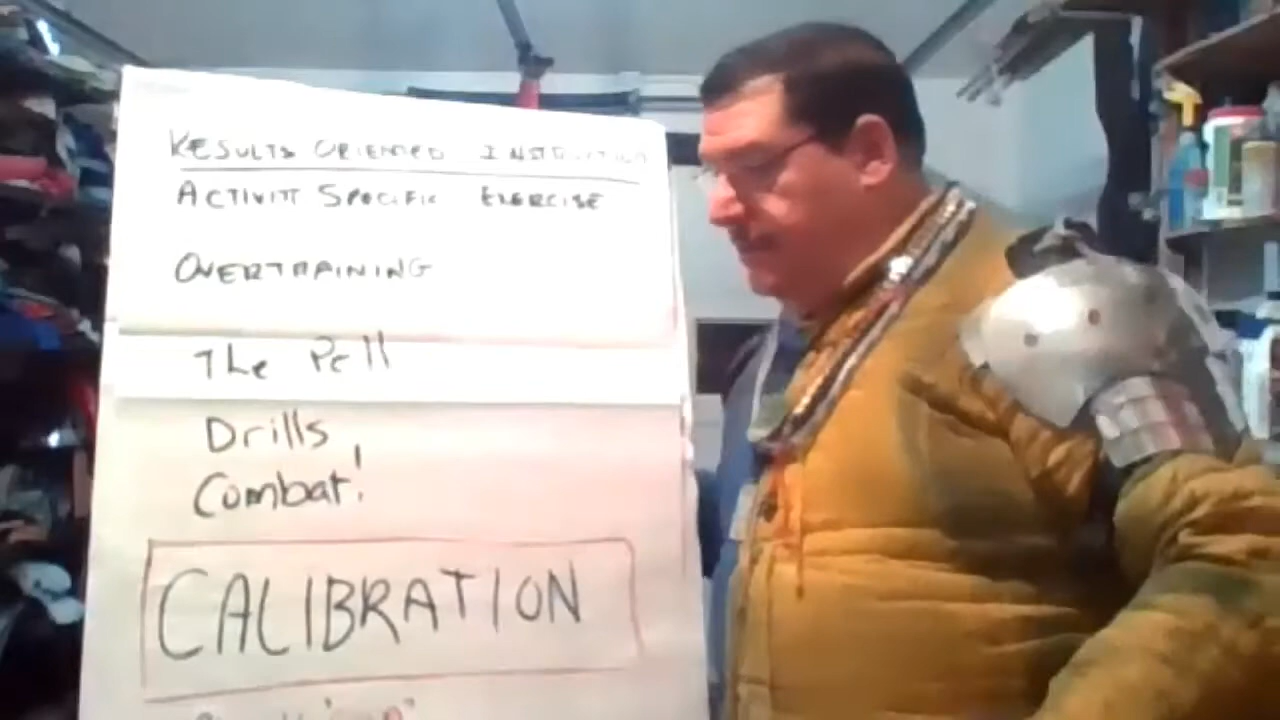 RESULTS ORIENTED INSTRUCTION
ACTIVITY SPECIFIC EXERCISE
OVERTRAINING
The Pell
Drills
Combat!
CALIBRATION